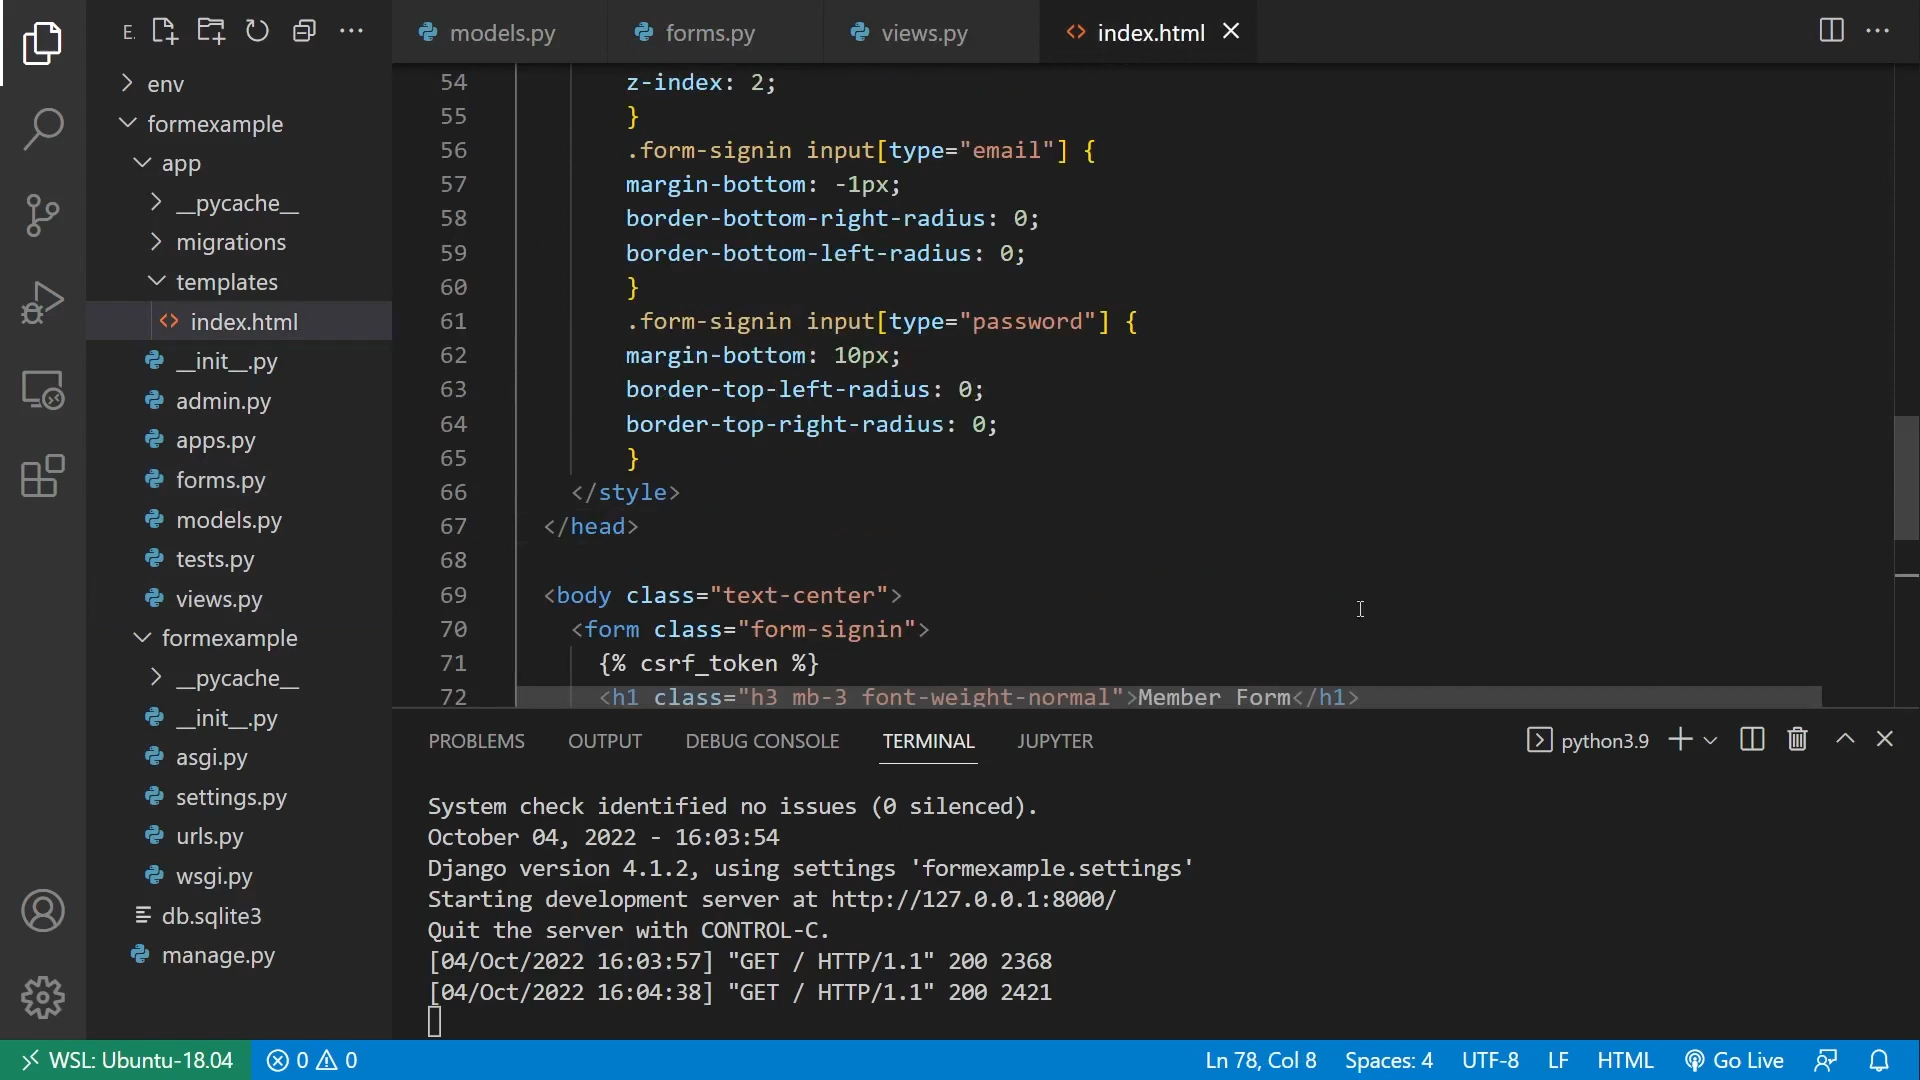 E.
env
formexample
app
__pycache__
migrations
templates
index.html
__init__.py
admin.py
apps.py
forms.py
models.py
tests.py
views.py
formexample
__pycache__
__init__.py
asgi.py
settings.py
urls.py
wsgi.py
db.sqlite3
manage.py
models.py forms.py views.py index.html
54 z-index: 2;
55 }
56 .form-signin input[type="email"] {
57 margin-bottom: -1px;
58 border-bottom-right-radius: 0;
59 border-bottom-left-radius: 0;
60 }
61 .form-signin input[type="password"] {
62 margin-bottom: 10px;
63 border-top-left-radius: 0;
64 border-top-right-radius: 0;
65 }
66 </style>
67 </head>
68
69 <body class="text-center">
70 <form class="form-signin">
71 {% csrf_token %}
72 <h1 class="h3 mb-3 font-weight-normal">Member Form</h1>
PROBLEMS OUTPUT DEBUG CONSOLE TERMINAL JUPYTER python3.9
System check identified no issues (0 silenced).
October 04, 2022 - 16:03:54
Django version 4.1.2, using settings 'formexample.settings'
Starting development server at http://127.0.0.1:8000/
Quit the server with CONTROL-C.
[04/Oct/2022 16:03:57] "GET / HTTP/1.1" 200 2368
[04/Oct/2022 16:04:38] "GET / HTTP/1.1" 200 2421
WSL: Ubuntu-18.04 0 0 Ln 78, Col 8 Spaces: 4 UTF-8 LF HTML Go Live